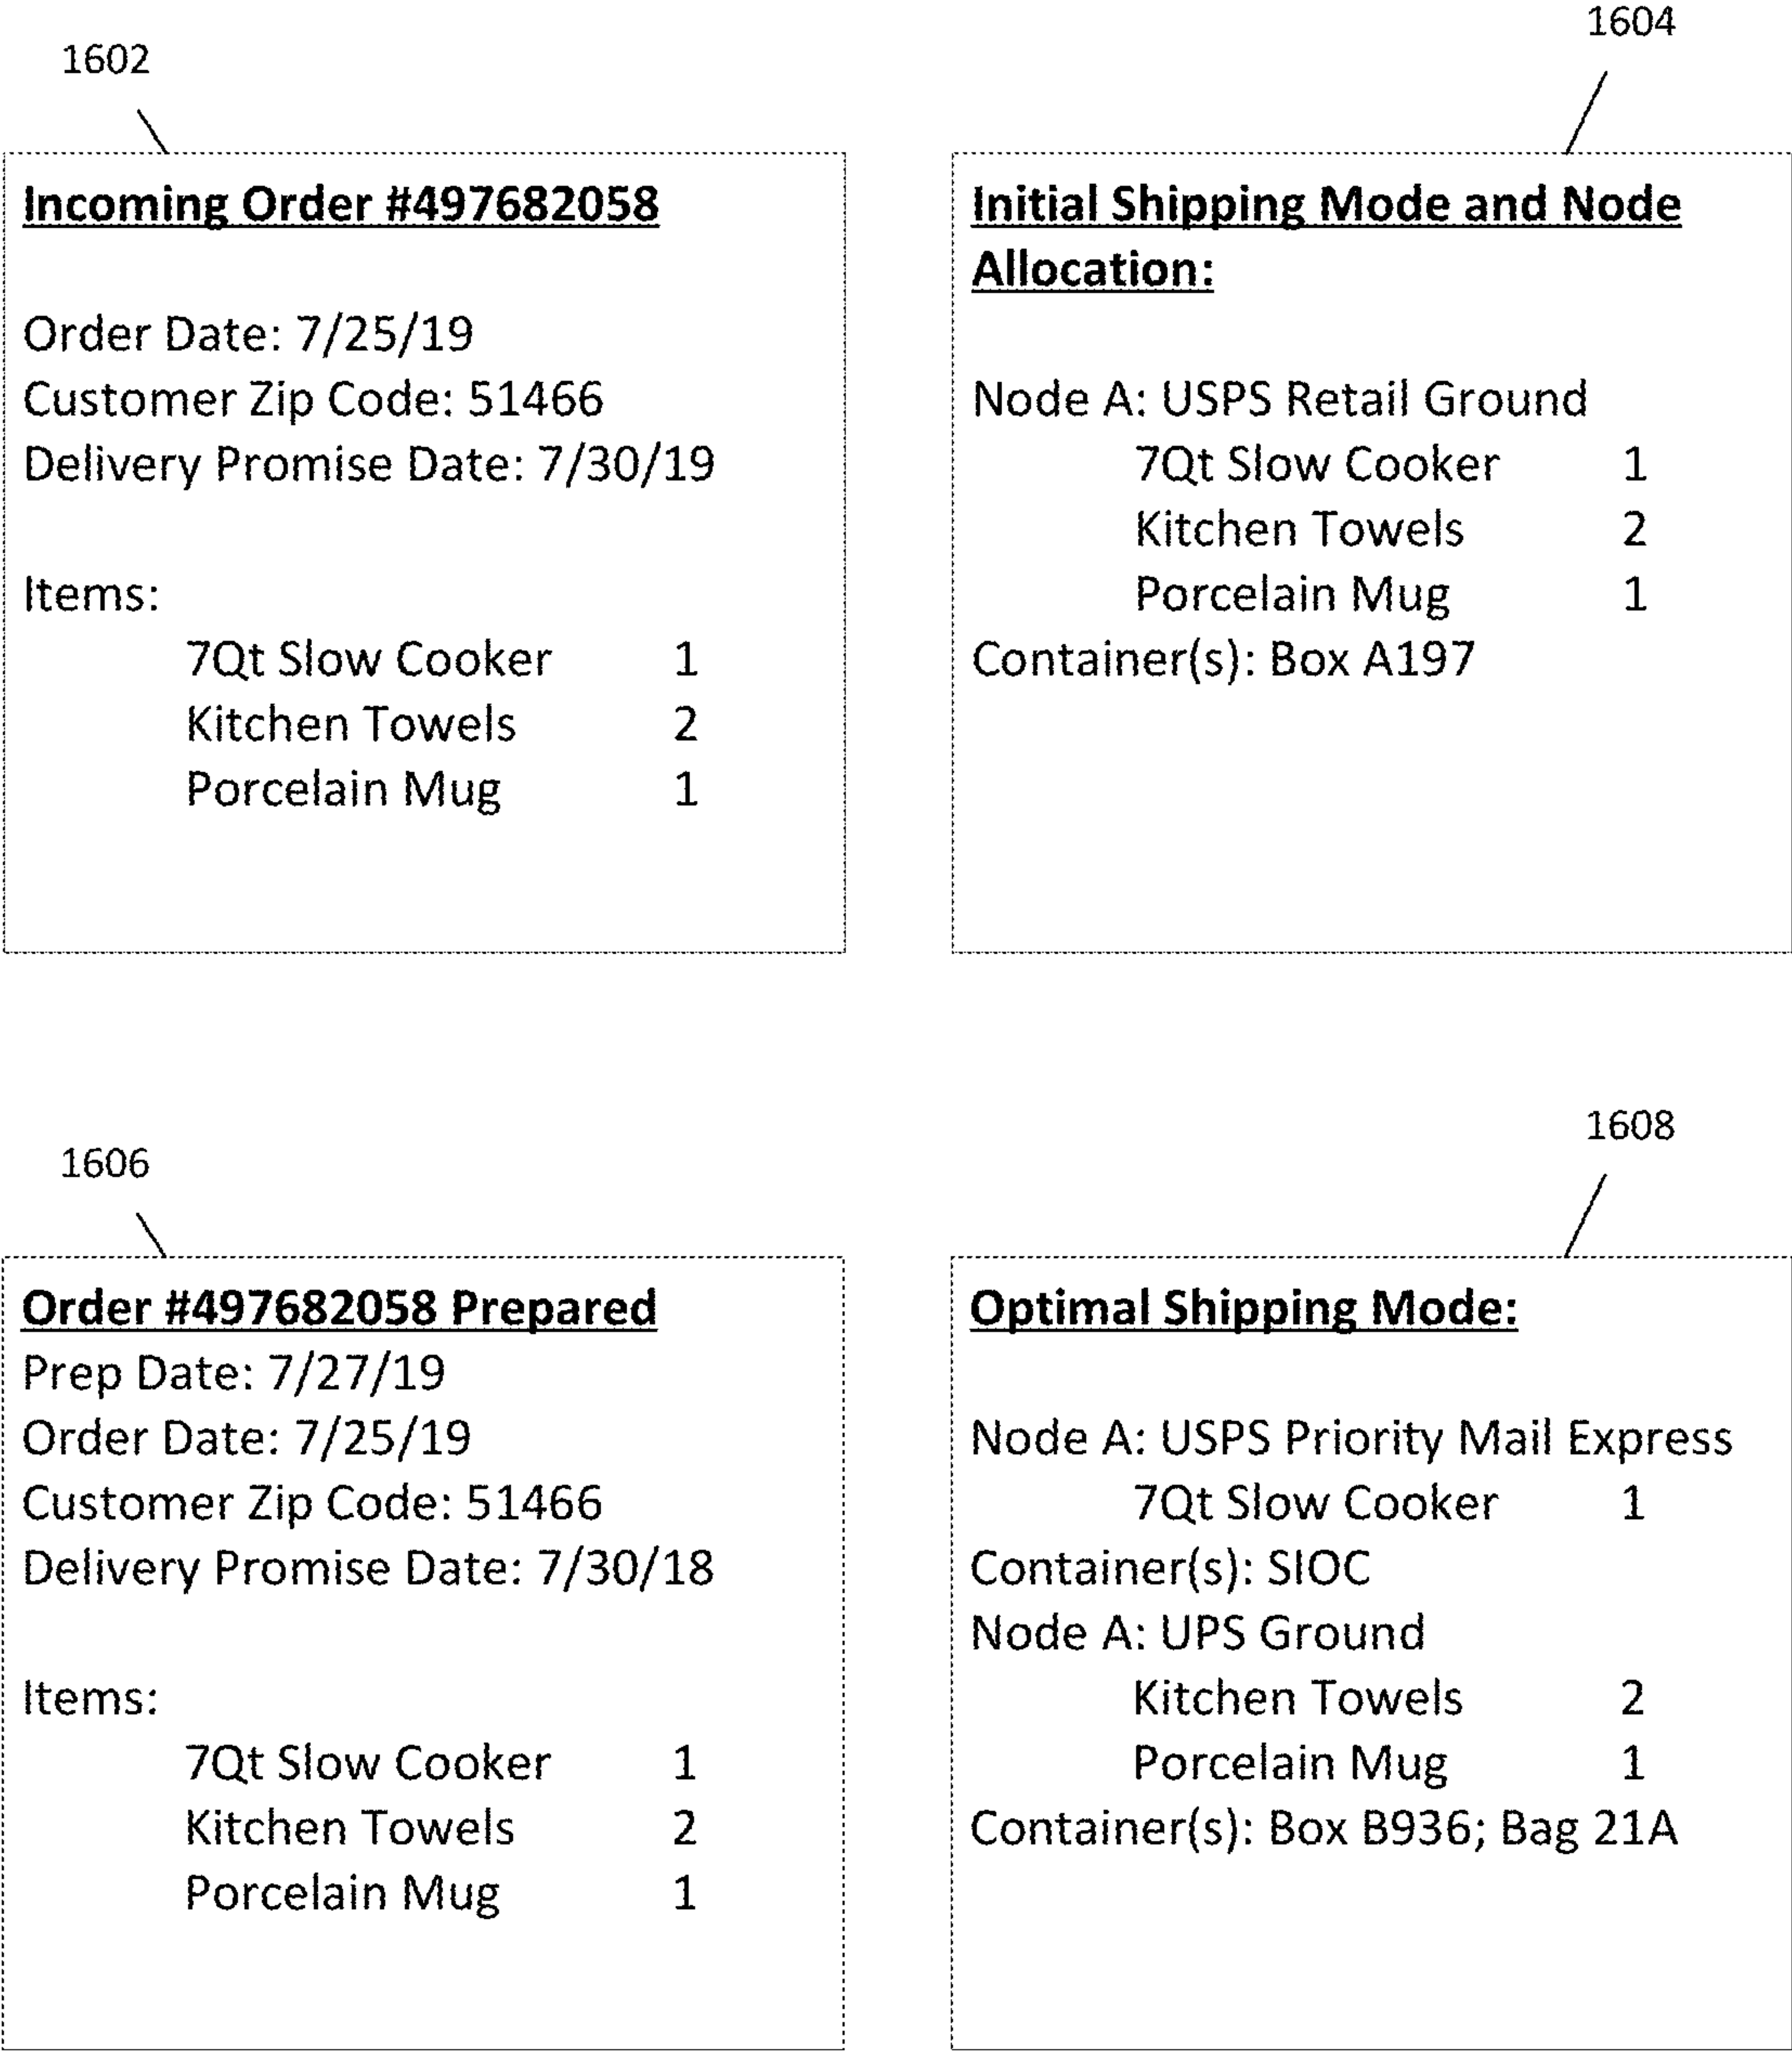 1602
Incoming Order #497682058
Order Date: 7/25/19
Customer Zip Code: 51466
Delivery Promise Date: 7/30/19
Items:
7Qt Slow Cooker 1
Kitchen Towels 2
Porcelain Mug 1
1604
Initial Shipping Mode and Node
Allocation:
Node A: USPS Retail Ground
7Qt Slow Cooker 1
Kitchen Towels 2
Porcelain Mug 1
Container(s): Box A197
1606
Order #497682058 Prepared
Prep Date: 7/27/19
Order Date: 7/25/19
Customer Zip Code: 51466
Delivery Promise Date: 7/30/18
Items:
7Qt Slow Cooker 1
Kitchen Towels 2
Porcelain Mug 1
1608
Optimal Shipping Mode:
Node A: USPS Priority Mail Express
7Qt Slow Cooker 1
Container(s): SIOC
Node A: UPS Ground
Kitchen Towels 2
Porcelain Mug 1
Container(s): Box B936; Bag 21A